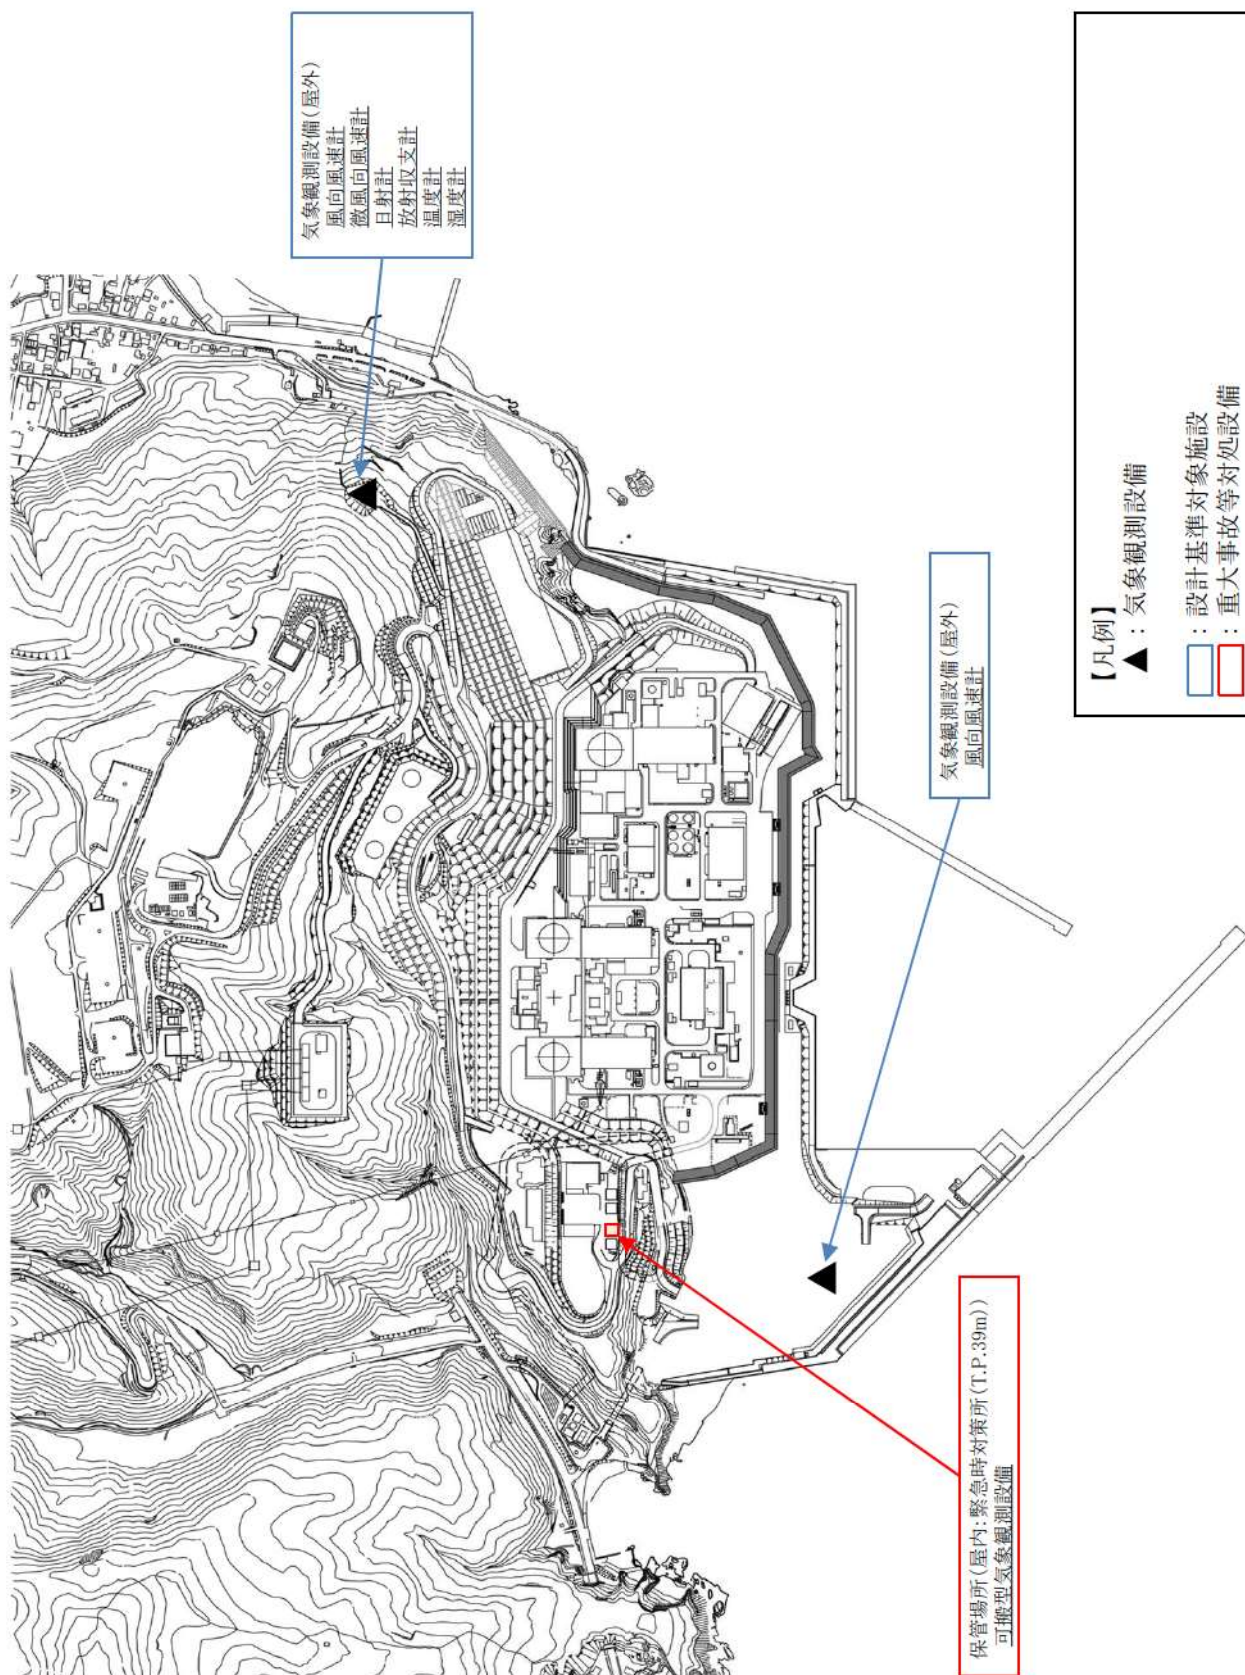 気象観測設備(屋外)
風向風速計
微風向風速計
日射計
放射収支計
温度計
湿度計
気象観測設備(屋外)
風向風速計
保管場所(屋内:緊急時対策所(T.P.39m))
可搬型気象観測設備
【凡例】
▲:気象観測設備
:設計基準対象施設
:重大事故等対処設備